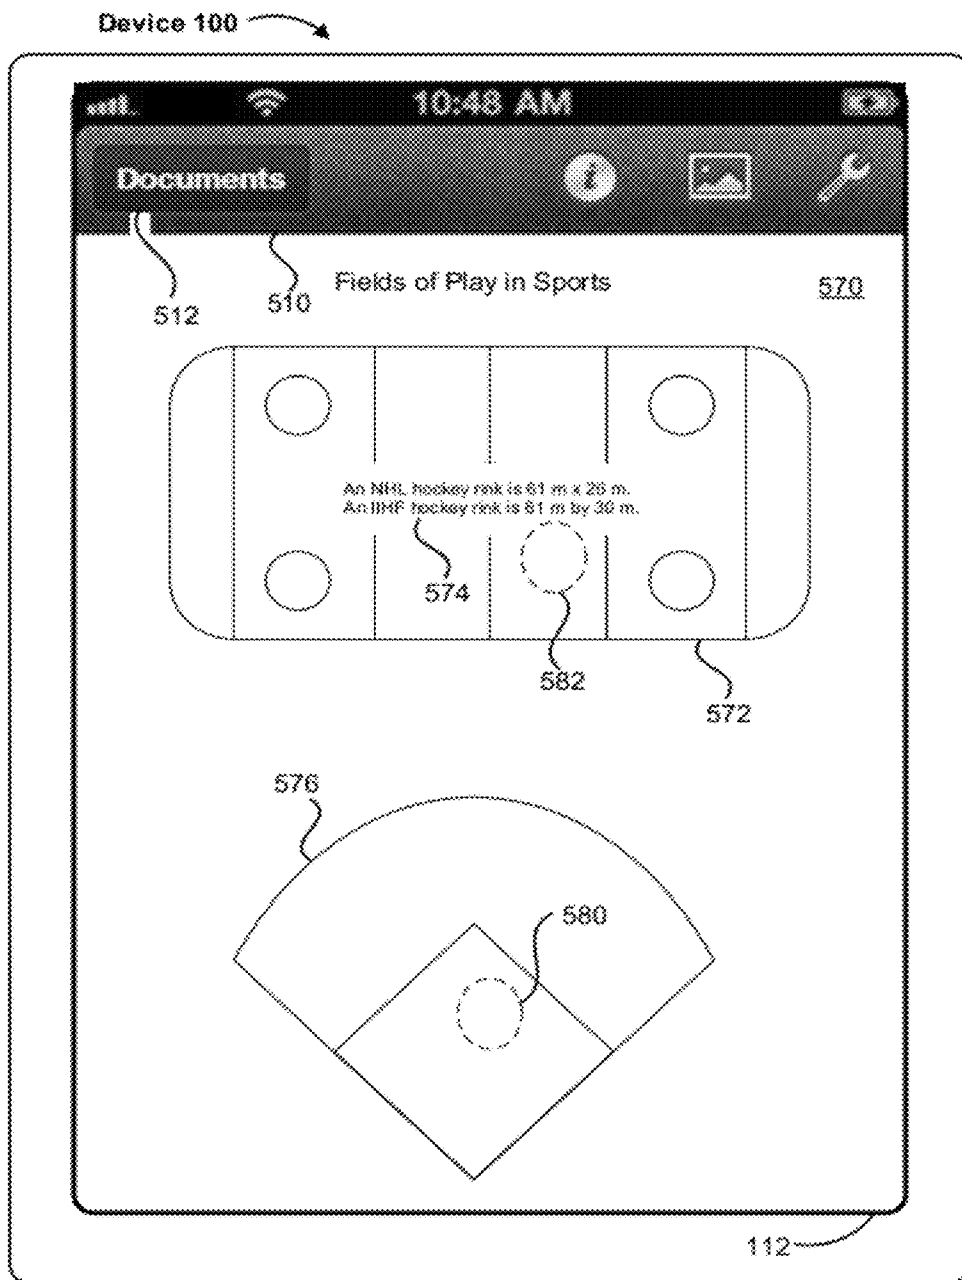 Device 100
10:48 AM
Documents
512
510
Fields of Play in Sports
570
An NHL hockey rink is 61 m x 26 m.
An IIHF hockey rink is 61 m by 30 m.
574
582
572
576
580
112